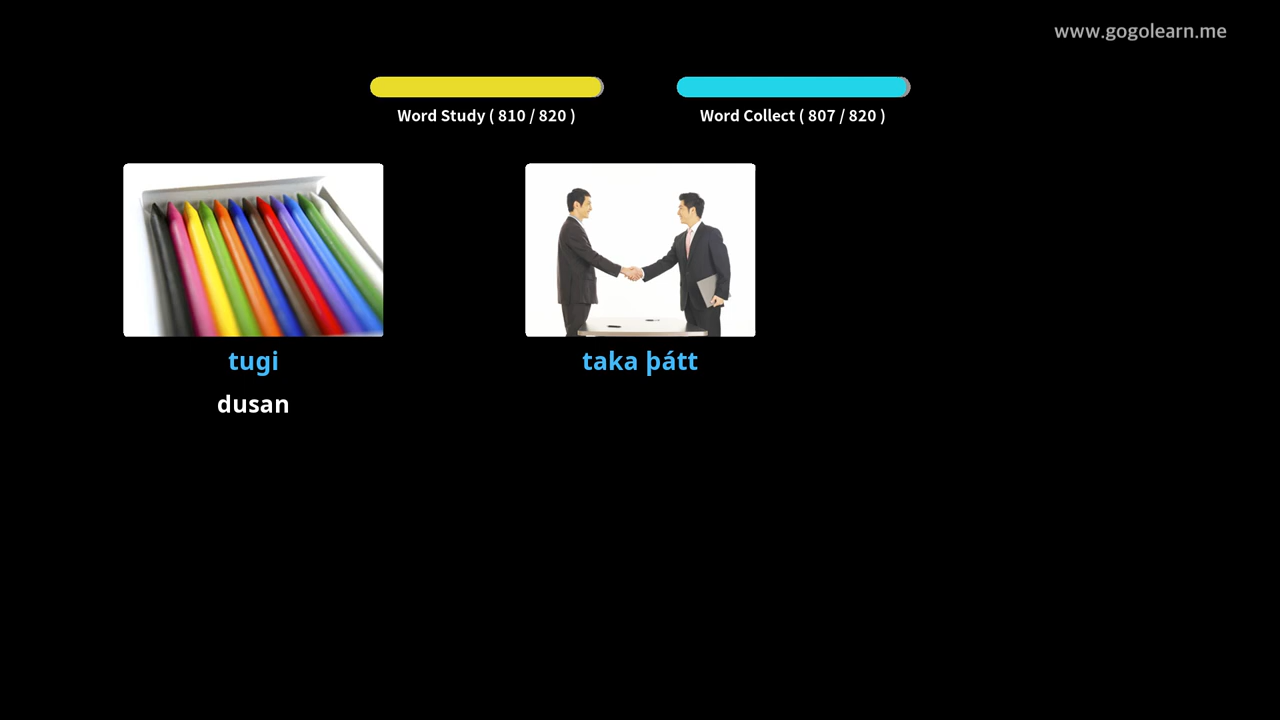 www.gogolearn.me
Word Study ( 810 / 820 )
Word Collect ( 807 / 820 )
tugi
taka þátt
dusan